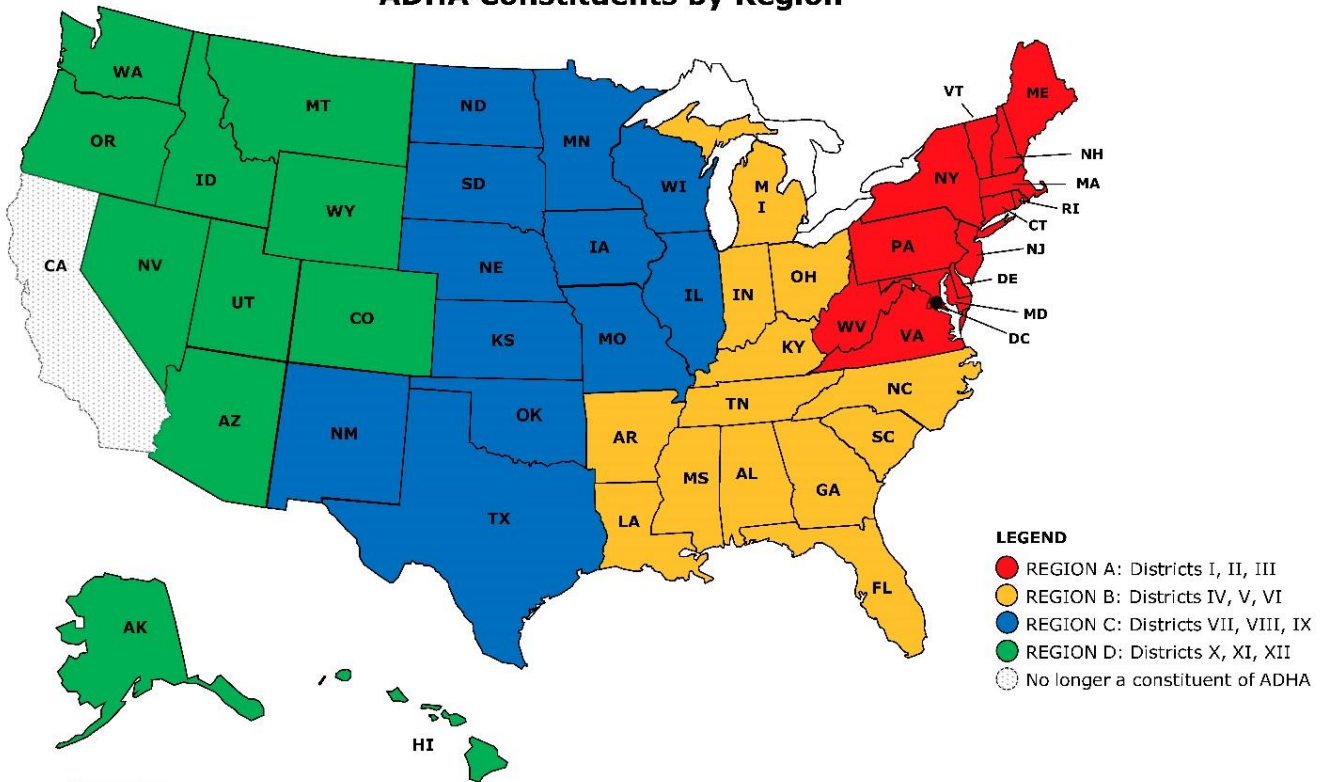 ADHA Constituents by Region
WA
MT
ND
MN
VT
ME
OR
ID
SD
WI
M
I
NY
NH
MA
WY
RI
CT
CA
NV
NE
IA
PA
NJ
UT
CO
IL
IN
OH
DE
MD
KS
MO
KY
WV
VA
DC
AZ
NM
OK
AR
TN
NC
SC
MS
AL
GA
TX
LA
FL
AK
HI
LEGEND
REGION A: Districts I, II, III
REGION B: Districts IV, V, VI
REGION C: Districts VII, VIII, IX
REGION D: Districts X, XI, XII
No longer a constituent of ADHA